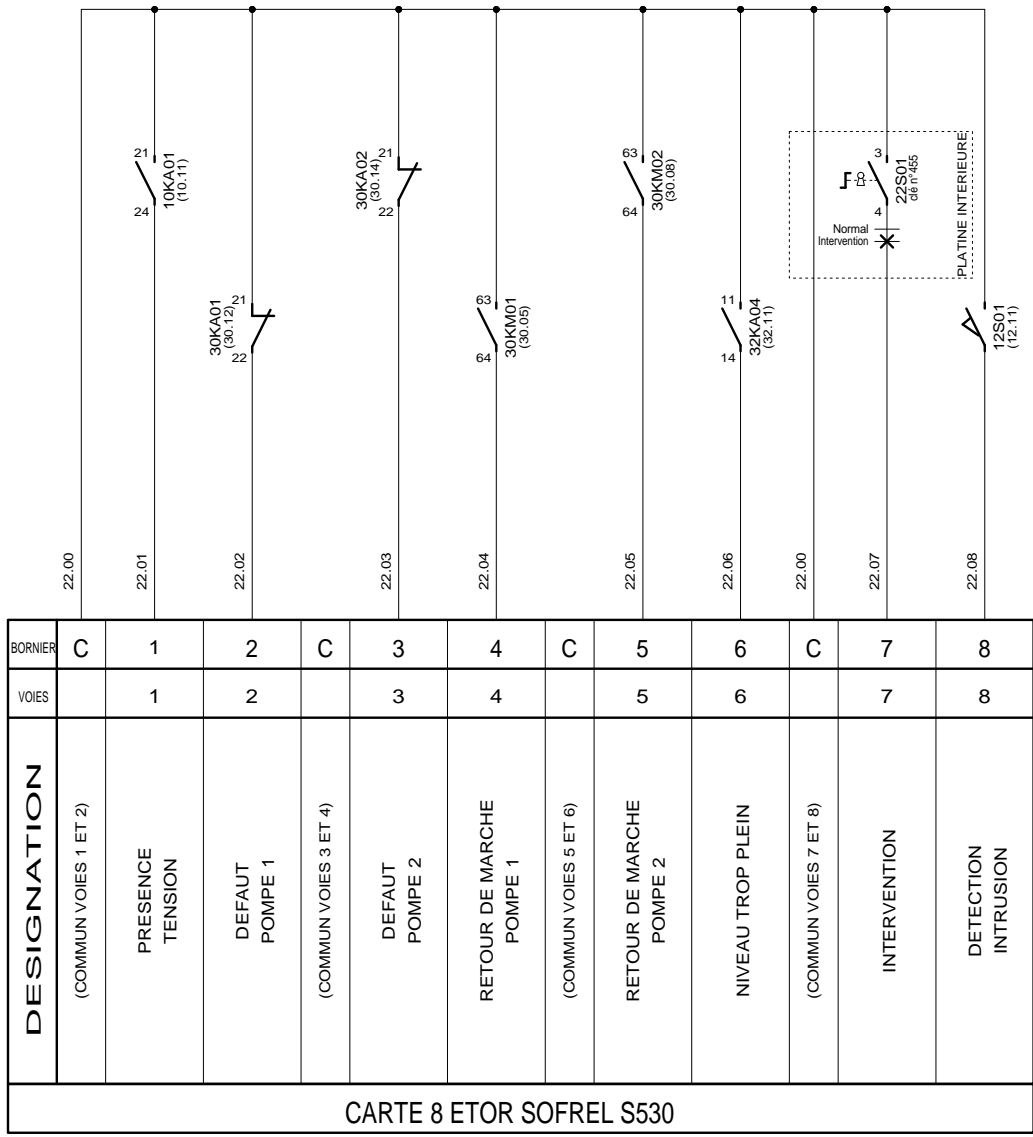 21
10KA01
(10.11)
24
21
30KA01
(30.12)
22
21
30KA02
(30.14)
22
63
30KM01
(30.05)
64
63
30KM02
(30.08)
64
11
32KA04
(32.11)
14
3
22S01
clé n°455
4
Normal
Intervention
PLATINE INTERIEURE
12S01
(12.11)
22.00
22.01
22.02
22.03
22.04
22.05
22.06
22.00
22.07
22.08
BORNIER C 1 2 C 3 4 C 5 6 C 7 8
VOIES 1 2 3 4 5 6 7 8
DESIGNATION
(COMMUN VOIES 1 ET 2)
PRESENCE
TENSION
DEFAUT
POMPE 1
(COMMUN VOIES 3 ET 4)
DEFAUT
POMPE 2
RETOUR DE MARCHE
POMPE 1
(COMMUN VOIES 5 ET 6)
RETOUR DE MARCHE
POMPE 2
NIVEAU TROP PLEIN
(COMMUN VOIES 7 ET 8)
INTERVENTION
DETECTION
INTRUSION
CARTE 8 ETOR SOFREL S530